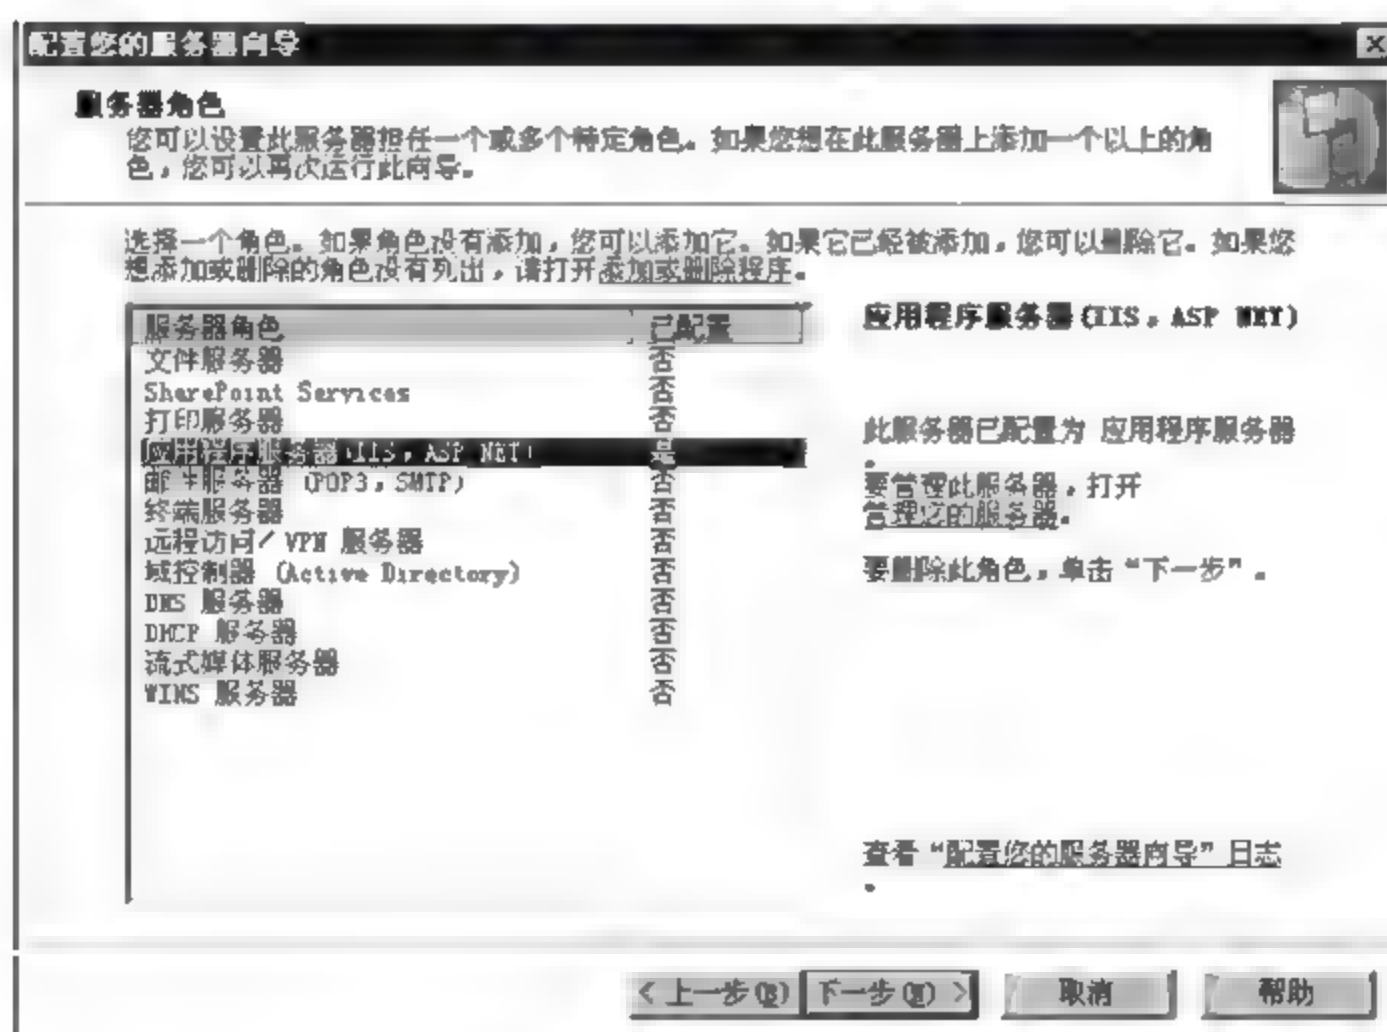 配置您的服务器向导
服务器角色
您可以设置此服务器担任一个或多个特定角色。如果您想在此服务器上添加一个以上的角
色，您可以再次运行此向导。
选择一个角色。如果角色没有添加，您可以添加它。如果它已经被添加，您可以删除它。如果您
想添加或删除的角色没有列出，请打开添加或删除程序。
服务器角色 已配置
文件服务器 否
SharePoint Services 否
打印服务器 否
应用程序服务器 (IIS，ASP NET) 是
邮件服务器 (POP3，SMTP) 否
终端服务器 否
远程访问/VPN 服务器 否
域控制器 (Active Directory) 否
DNS 服务器 否
DHCP 服务器 否
流式媒体服务器 否
WINS 服务器 否
应用程序服务器 (IIS，ASP NET)
此服务器已配置为 应用程序服务器
。
要管理此服务器，打开
管理您的服务器。
要删除此角色，单击“下一步”。
查看“配置您的服务器向导”日志
。
< 上一步(B) 下一步(N) > 取消 帮助